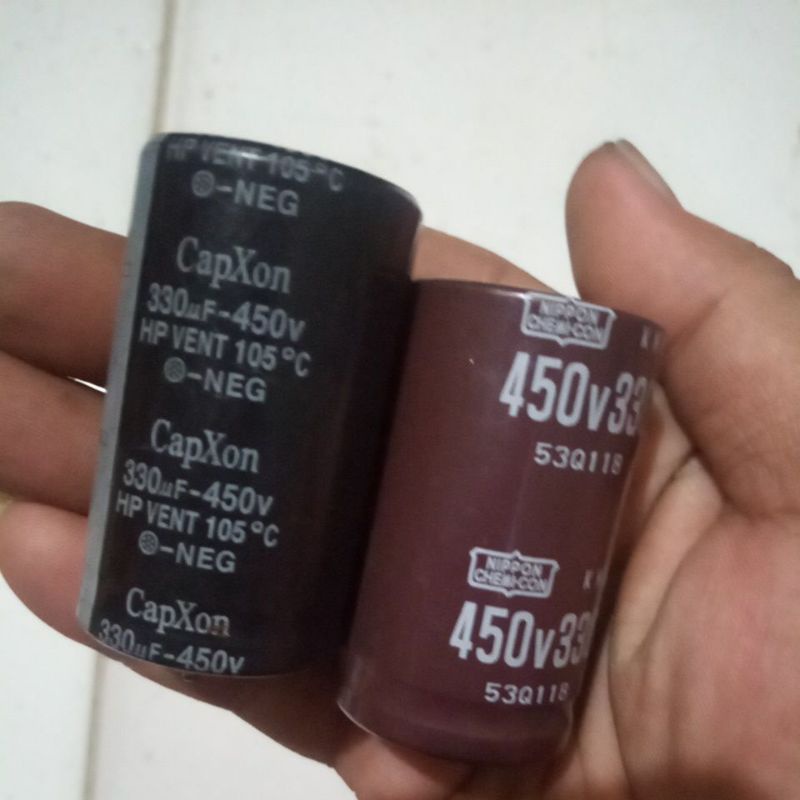 HP VENT 105°C
-NEG
CapXon
330μF-450v
HP VENT 105°C
-NEG
CapXon
330μF-450v
HP VENT 105°C
-NEG
CapXon
330μF-450v
NIPPON
CHEMI-CON
K
450v33
53Q118
NIPPON
CHEMI-CON
K
450v33
53Q118